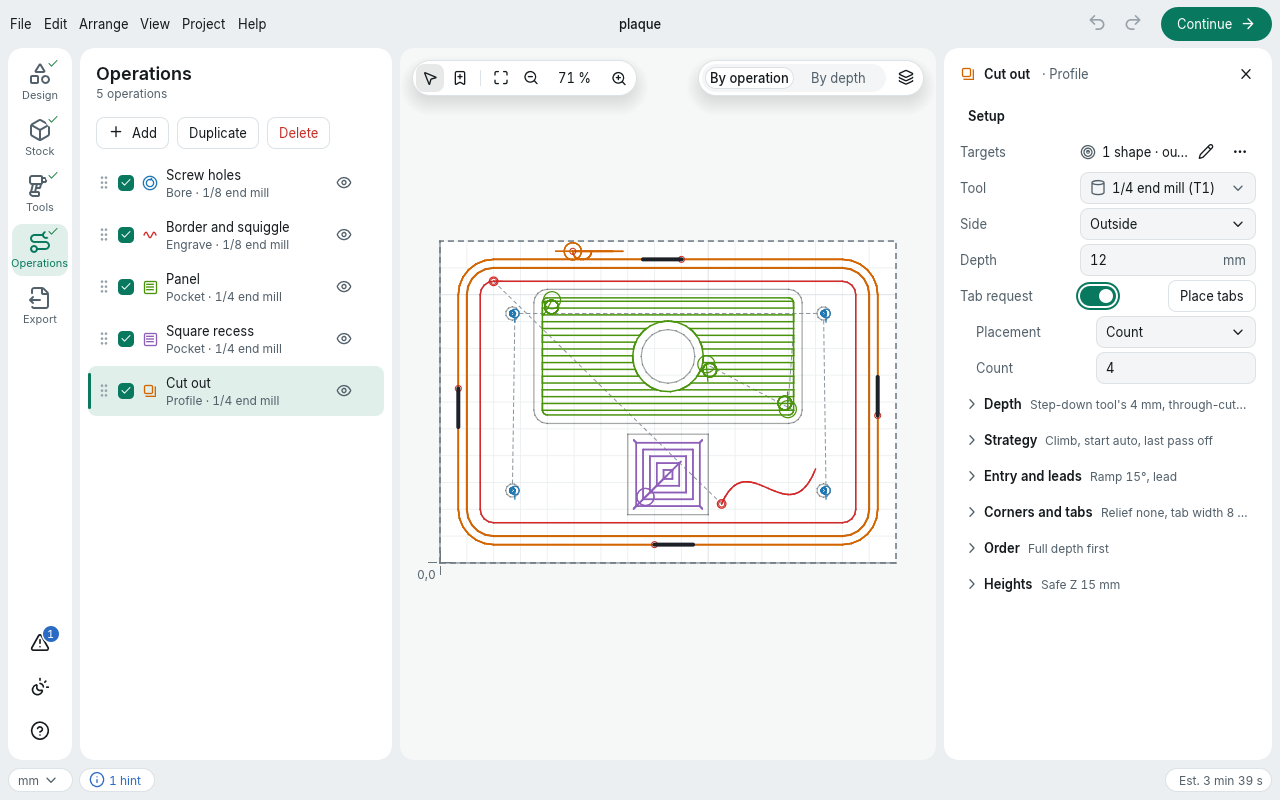 File Edit Arrange View Project Help
plaque
Continue
Design
Stock
Tools
Operations
Export
1
Operations
5 operations
Add
Duplicate
Delete
Screw holes
Bore · 1/8 end mill
Border and squiggle
Engrave · 1/8 end mill
Panel
Pocket · 1/4 end mill
Square recess
Pocket · 1/4 end mill
Cut out
Profile · 1/4 end mill
71 %
By operation
By depth
0,0
Cut out · Profile
Setup
Targets 1 shape · ou...
Tool 1/4 end mill (T1)
Side Outside
Depth 12 mm
Tab request Place tabs
Placement Count
Count 4
Depth Step-down tool's 4 mm, through-cut...
Strategy Climb, start auto, last pass off
Entry and leads Ramp 15°, lead
Corners and tabs Relief none, tab width 8 ...
Order Full depth first
Heights Safe Z 15 mm
mm
1 hint
Est. 3 min 39 s